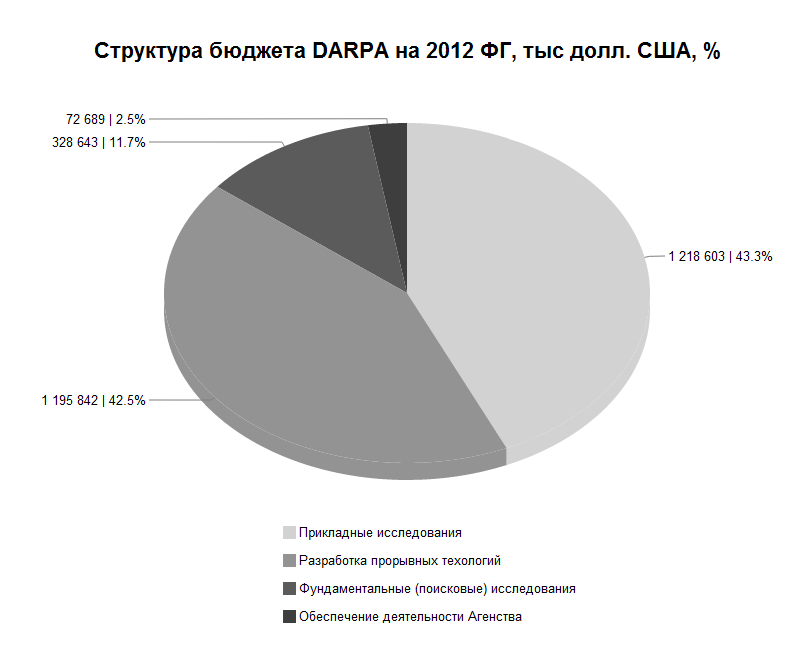 Структура бюджета DARPA на 2012 ФГ, тыс долл. США, %
72 689 | 2.5%
328 643 | 11.7%
1 218 603 | 43.3%
1 195 842 | 42.5%
Прикладные исследования
Разработка прорывных техологий
Фундаментальные (поисковые) исследования
Обеспечение деятельности Агенства